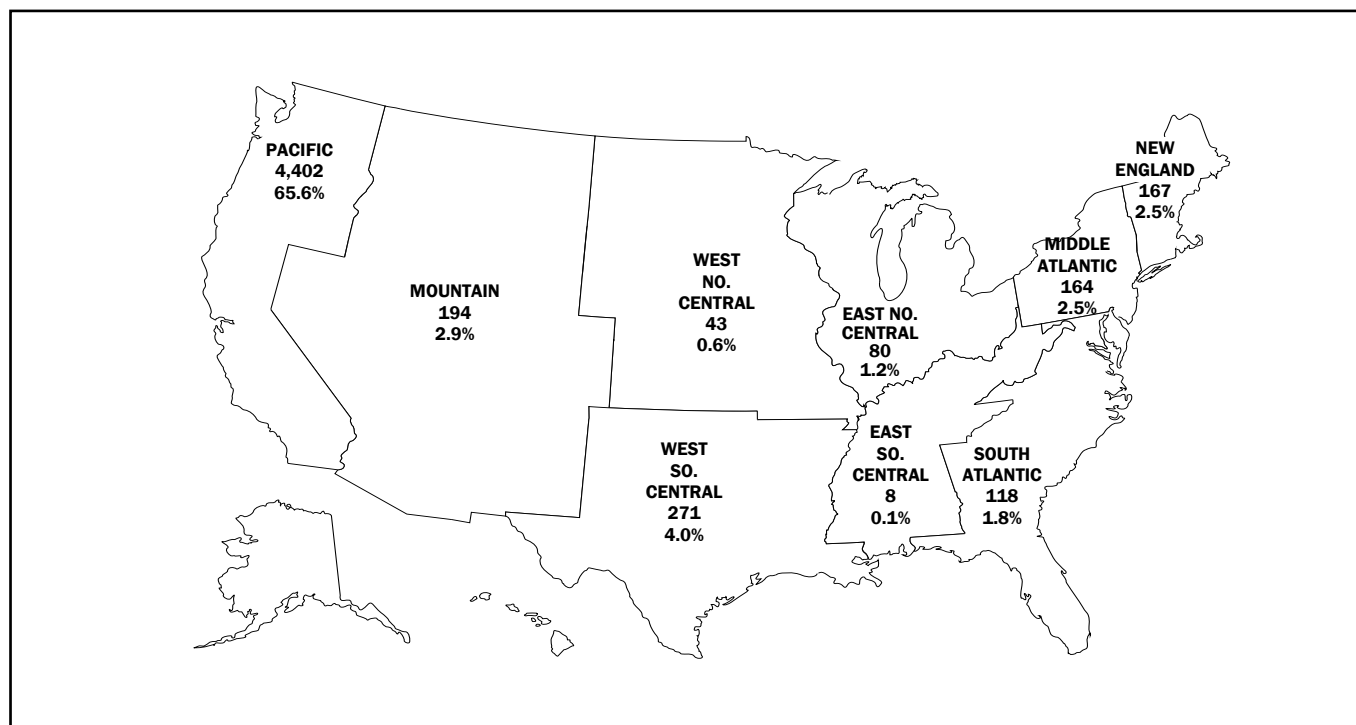 PACIFIC
4,402
65.6%
MOUNTAIN
194
2.9%
WEST
NO.
CENTRAL
43
0.6%
EAST NO.
CENTRAL
80
1.2%
NEW
ENGLAND
167
2.5%
MIDDLE
ATLANTIC
164
2.5%
WEST
SO.
CENTRAL
271
4.0%
EAST
SO.
CENTRAL
8
0.1%
SOUTH
ATLANTIC
118
1.8%